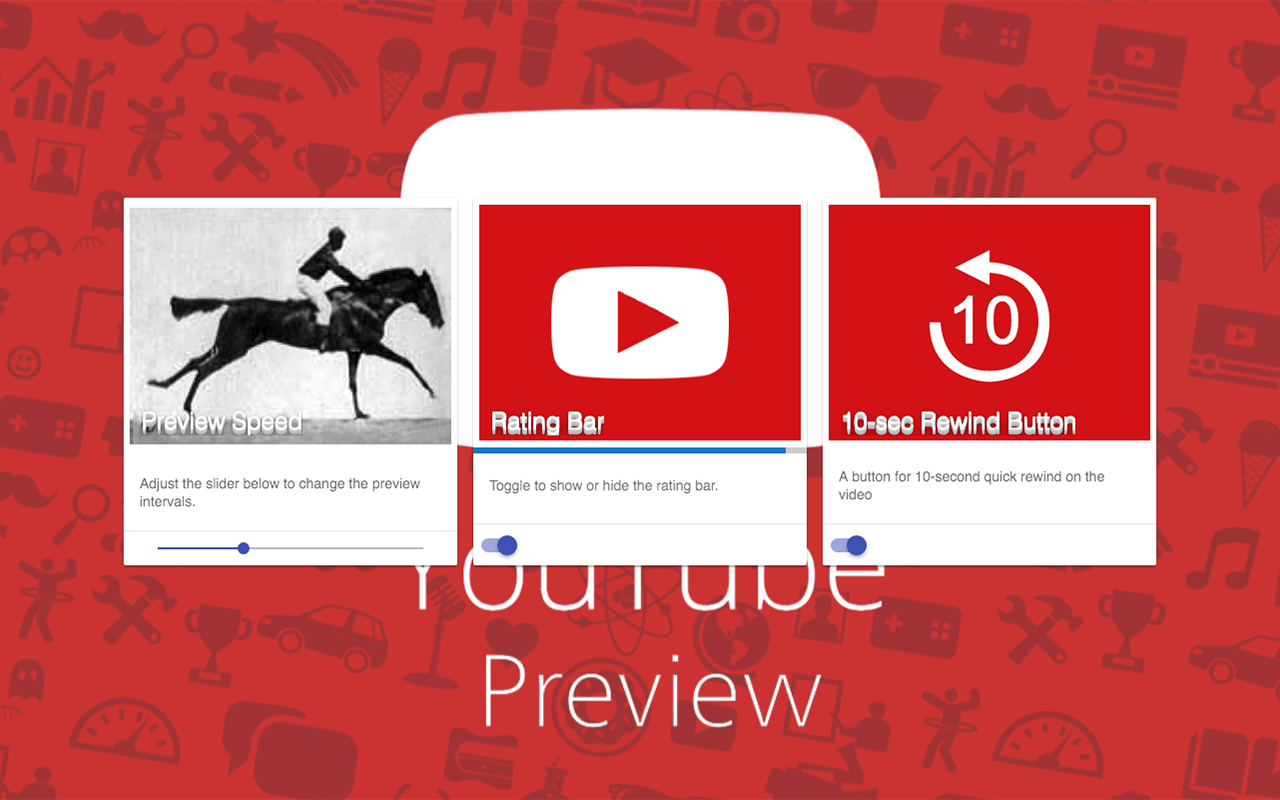 Preview Speed
Adjust the slider below to change the preview
intervals.
Rating Bar
Toggle to show or hide the rating bar.
10
10-sec Rewind Button
A button for 10-second quick rewind on the
video
YouTube
Preview